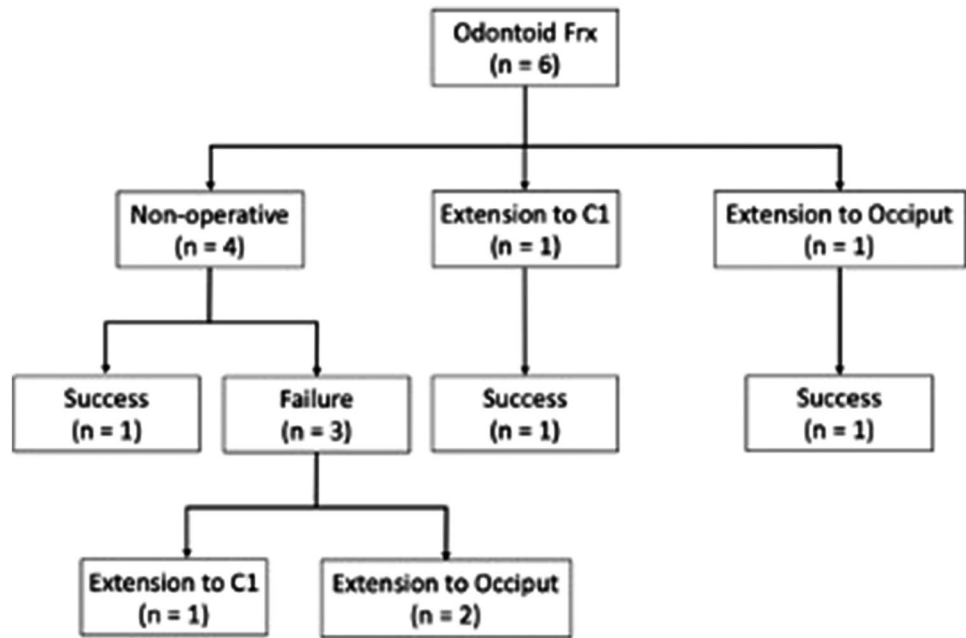 Odontoid Frx
(n = 6)
Non-operative
(n = 4)
Extension to C1
(n = 1)
Extension to Occiput
(n = 1)
Success
(n = 1)
Failure
(n = 3)
Success
(n = 1)
Success
(n = 1)
Extension to C1
(n = 1)
Extension to Occiput
(n = 2)